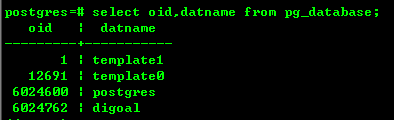 postgres=# select oid,datname from pg_database;
oid | datname
---------+-----------
1 | template1
12691 | template0
6024600 | postgres
6024762 | digoal